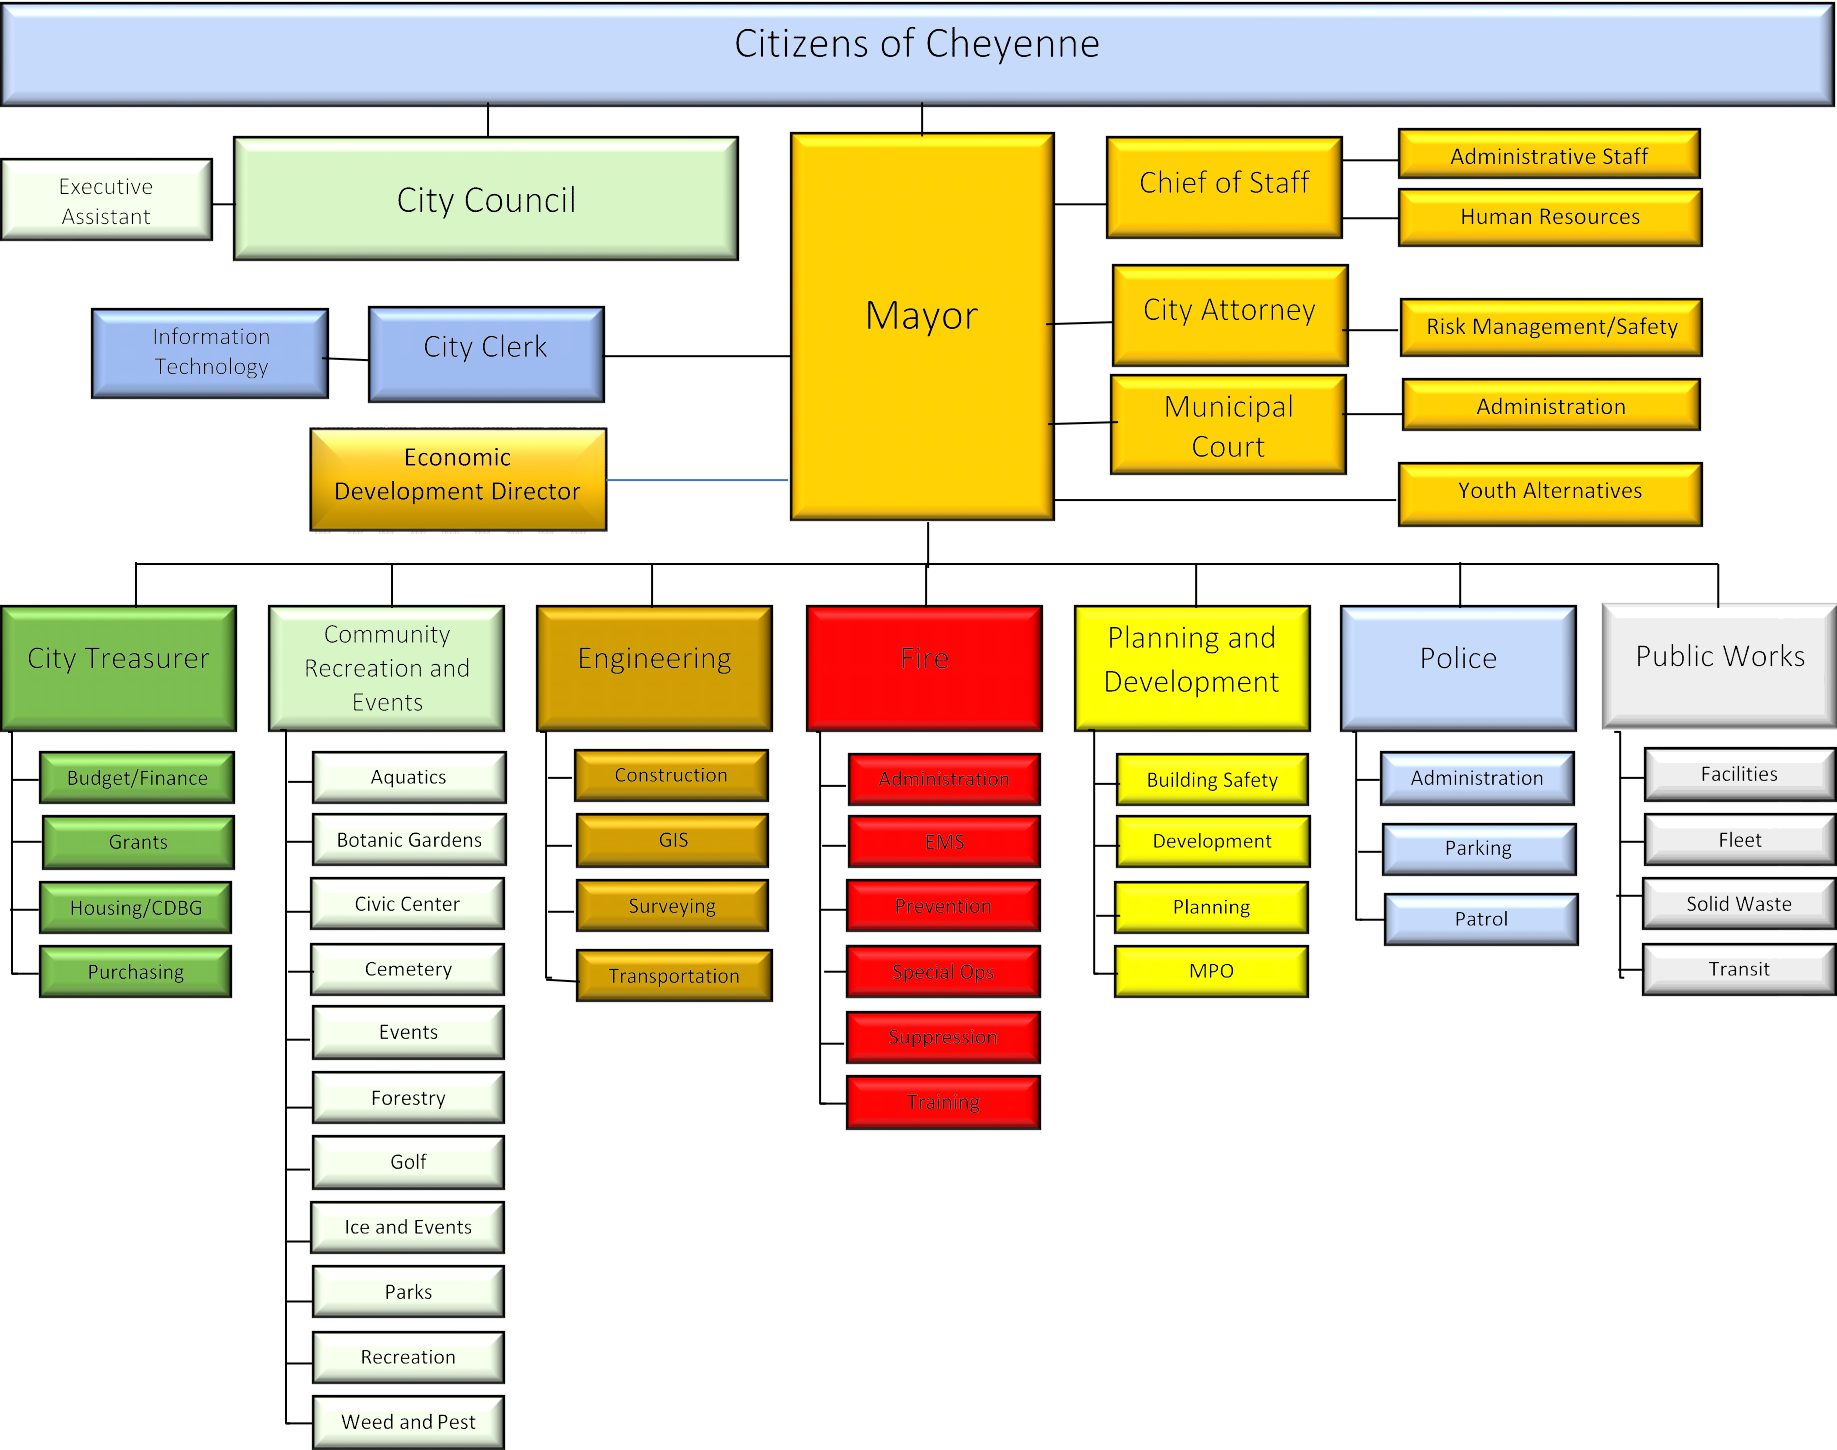 Citizens of Cheyenne
Executive
Assistant
City Council
Mayor
Chief of Staff
Administrative Staff
Human Resources
Information
Technology
City Clerk
City Attorney
Risk Management/Safety
Municipal
Court
Administration
Economic
Development Director
Youth Alternatives
City Treasurer
Budget/Finance
Grants
Housing/CDBG
Purchasing
Community
Recreation and
Events
Aquatics
Botanic Gardens
Civic Center
Cemetery
Events
Forestry
Golf
Ice and Events
Parks
Recreation
Weed and Pest
Engineering
Construction
GIS
Surveying
Transportation
Fire
Administration
EMS
Prevention
Special Ops
Suppression
Training
Planning and
Development
Building Safety
Development
Planning
MPO
Police
Administration
Parking
Patrol
Public Works
Facilities
Fleet
Solid Waste
Transit